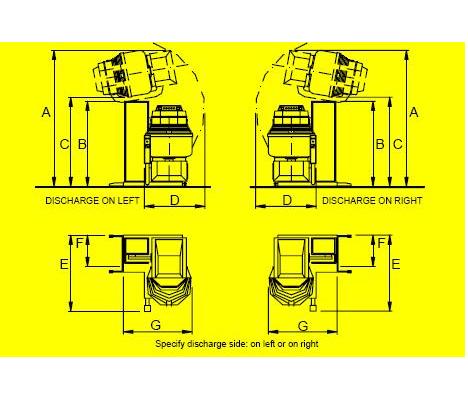 A
C
B
D
DISCHARGE ON LEFT
A
C
B
D
DISCHARGE ON RIGHT
E
F
G
F
E
G
Specify discharge side: on left or on right